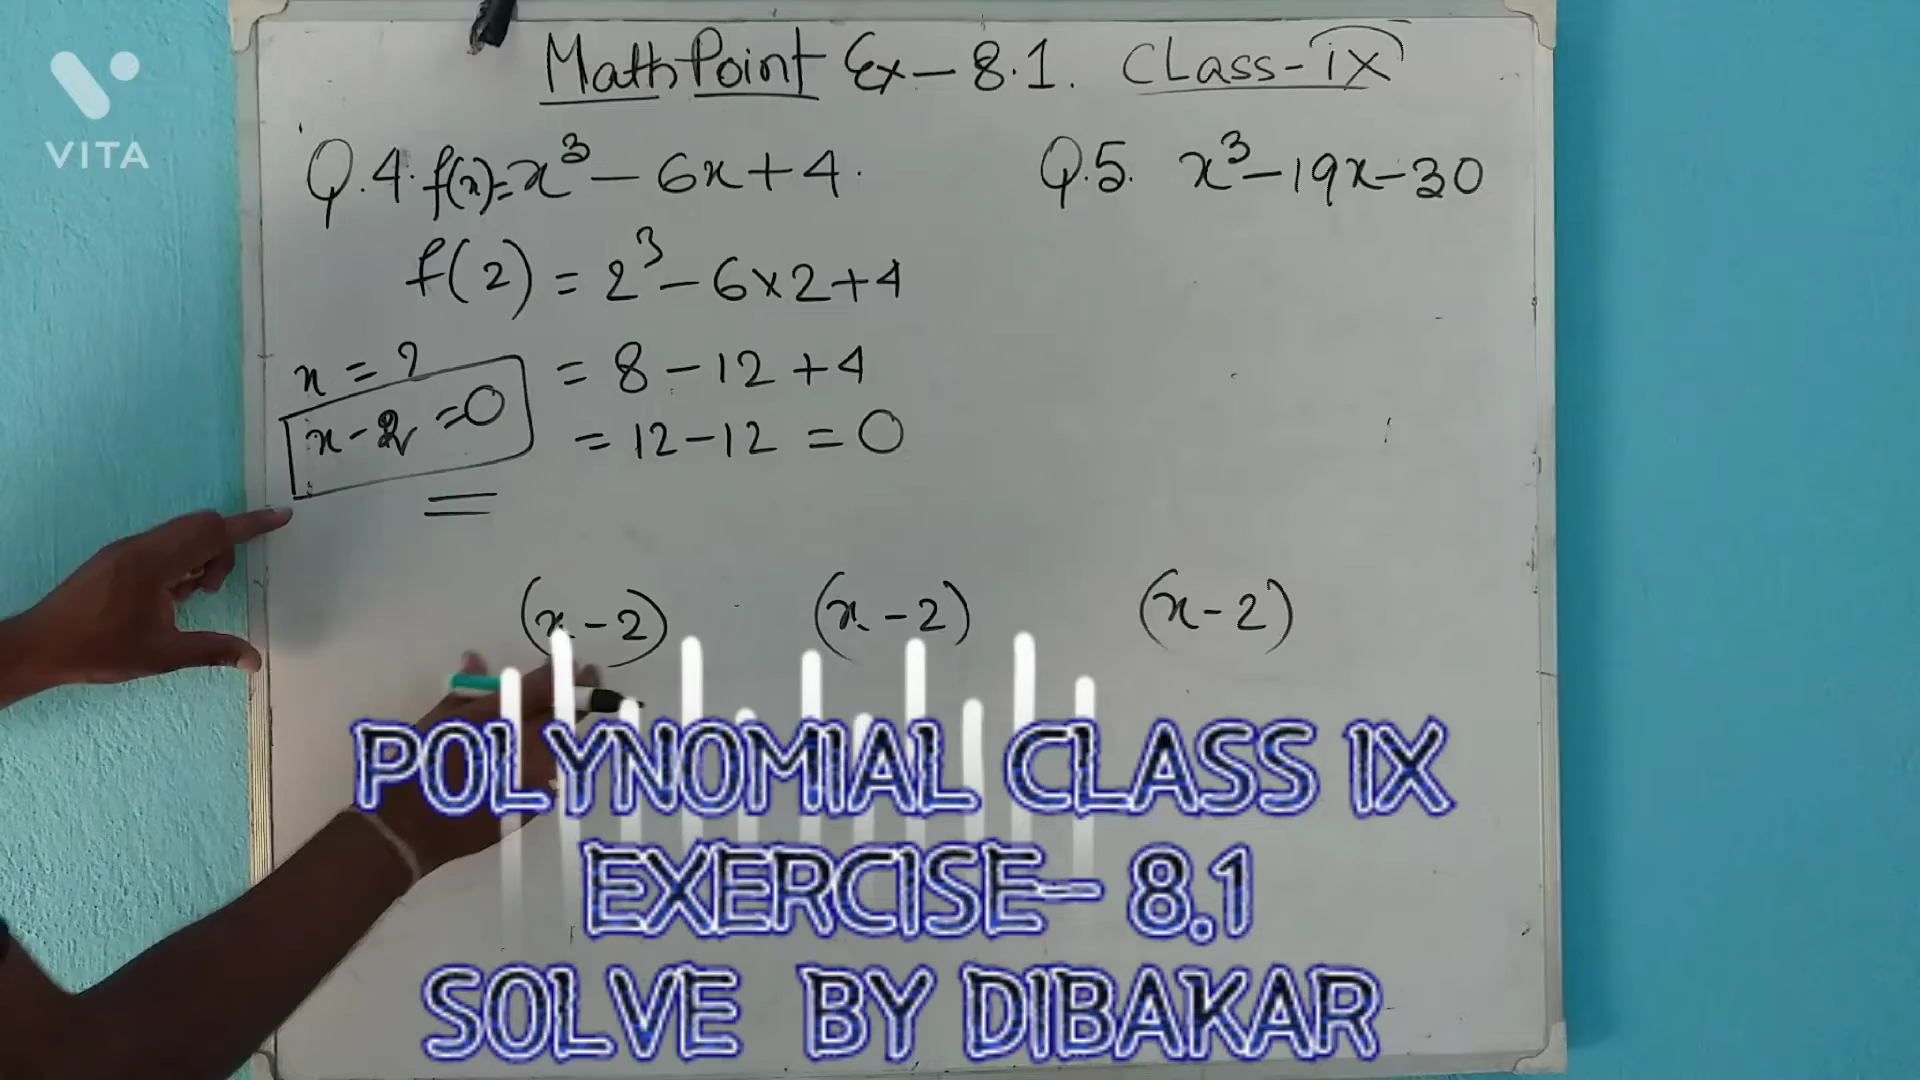 VITA
Math Point Ex-8.1. CLass-ix
Q.4. f(x)=x³-6x+4.
f(2)=2³-6×2+4
x=2
=8-12+4
x-2=0
=12-12=0
Q.5. x³-19x-30
(x-2) (x-2) (x-2)
POLYNOMIAL CLASS IX
EXERCISE- 8.1
SOLVE BY DIBAKAR